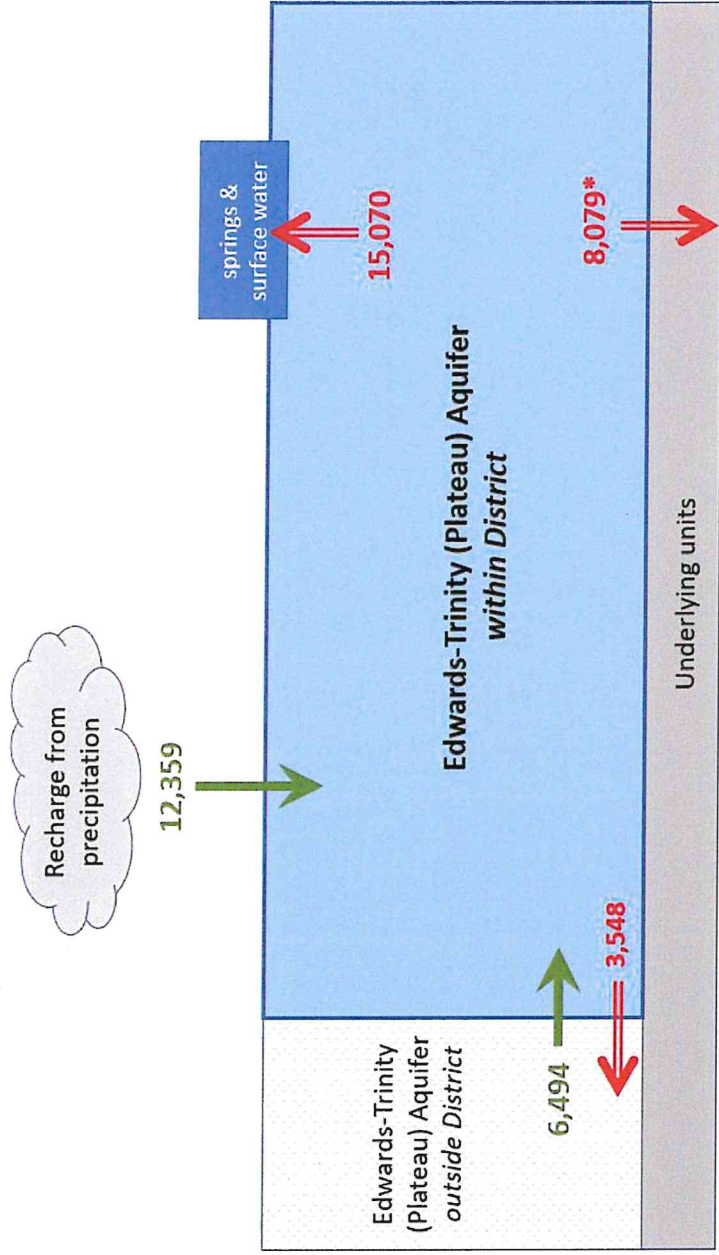 Recharge from
precipitation
12,359
springs &
surface water
15,070
Edwards-Trinity
(Plateau) Aquifer
outside District
Edwards-Trinity (Plateau) Aquifer
within District
6,494
3,548
8,079*
Underlying units